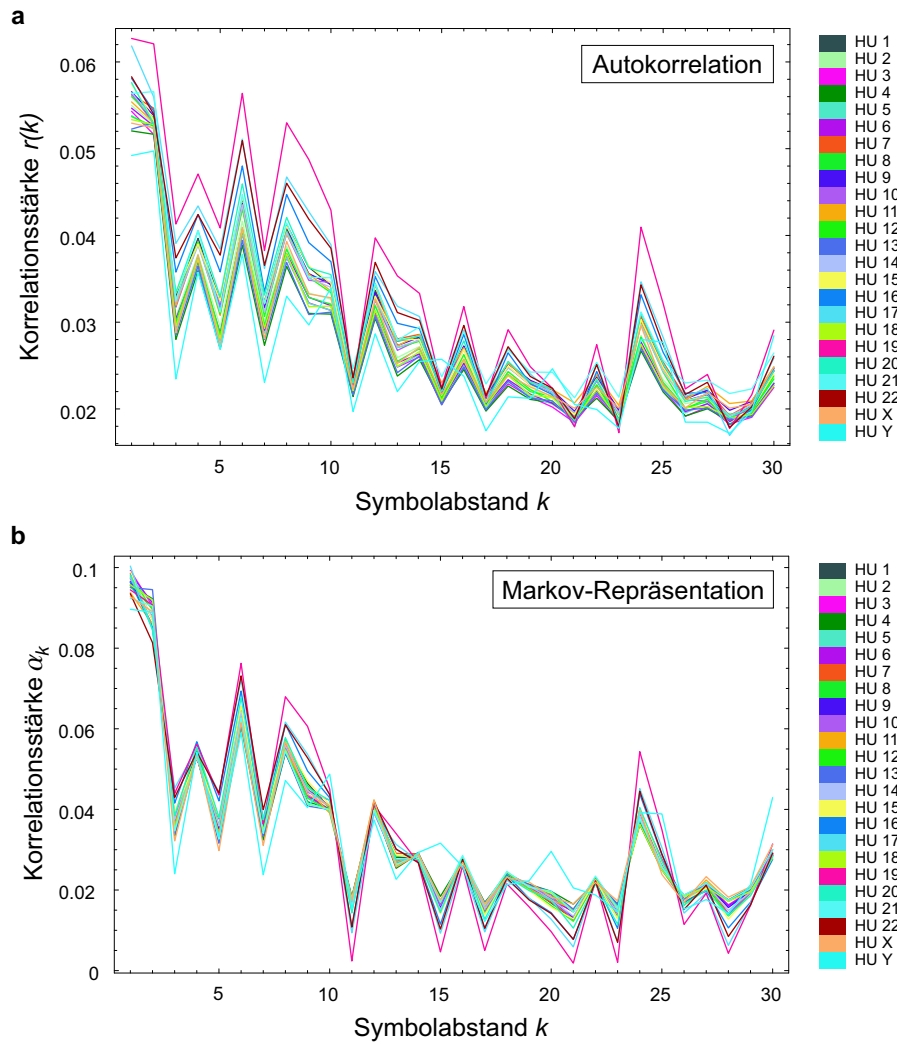 a
Autokorrelation
Korrelationsstärke r(k)
0.06
0.05
0.04
0.03
0.02
5 10 15 20 25 30
Symbolabstand k
HU 1
HU 2
HU 3
HU 4
HU 5
HU 6
HU 7
HU 8
HU 9
HU 10
HU 11
HU 12
HU 13
HU 14
HU 15
HU 16
HU 17
HU 18
HU 19
HU 20
HU 21
HU 22
HU X
HU Y
b
Markov-Repräsentation
Korrelationsstärke αk
0.1
0.08
0.06
0.04
0.02
0
5 10 15 20 25 30
Symbolabstand k
HU 1
HU 2
HU 3
HU 4
HU 5
HU 6
HU 7
HU 8
HU 9
HU 10
HU 11
HU 12
HU 13
HU 14
HU 15
HU 16
HU 17
HU 18
HU 19
HU 20
HU 21
HU 22
HU X
HU Y